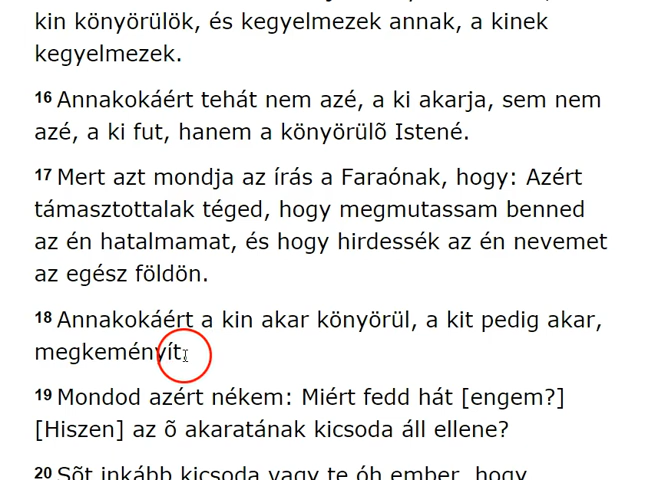 kin könyörülök, és kegyelmezek annak, a kinek
kegyelmezek.
16 Annakokáért tehát nem azé, a ki akarja, sem nem
azé, a ki fut, hanem a könyörülõ Istené.
17 Mert azt mondja az írás a Faraónak, hogy: Azért
támasztottalak téged, hogy megmutassam benned
az én hatalmamat, és hogy hirdessék az én nevemet
az egész földön.
18 Annakokáért a kin akar könyörül, a kit pedig akar,
megkeményít.
19 Mondod azért nékem: Miért fedd hát [engem?]
[Hiszen] az õ akaratának kicsoda áll ellene?
20 Sõt inkább kicsoda vagy te óh ember, hogy